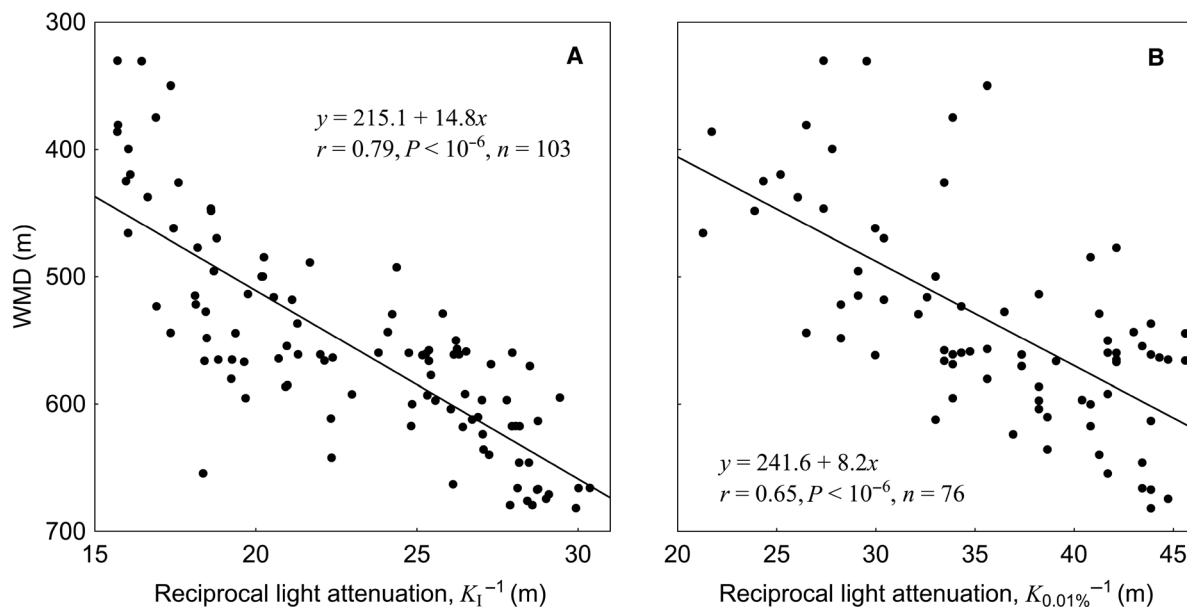 300
400
500
600
700
WMD (m)
A
y = 215.1 + 14.8x
r = 0.79, P < 10⁻⁶, n = 103
15
20
25
30
Reciprocal light attenuation, K_I⁻¹ (m)
B
y = 241.6 + 8.2x
r = 0.65, P < 10⁻⁶, n = 76
20
25
30
35
40
45
Reciprocal light attenuation, K_0.01%⁻¹ (m)